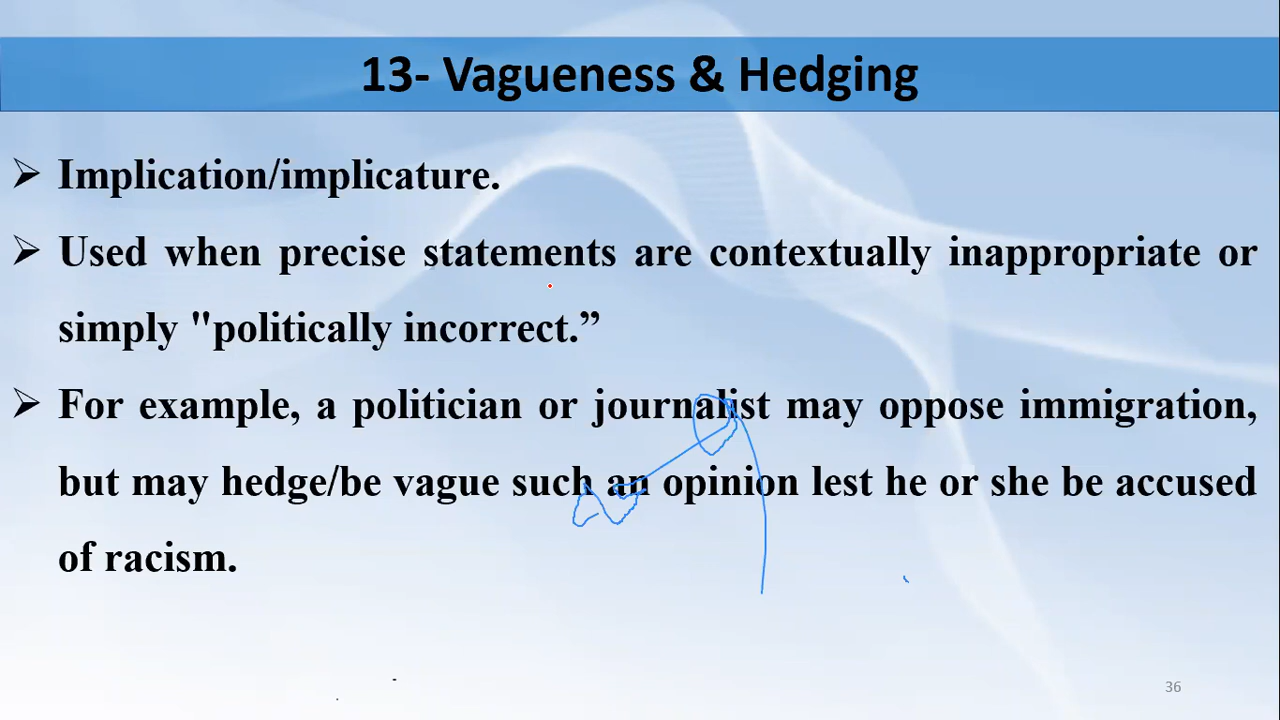 13- Vagueness & Hedging
➢ Implication/implicature.
➢ Used when precise statements are contextually inappropriate or
simply "politically incorrect.”
➢ For example, a politician or journalist may oppose immigration,
but may hedge/be vague such an opinion lest he or she be accused
of racism.
36